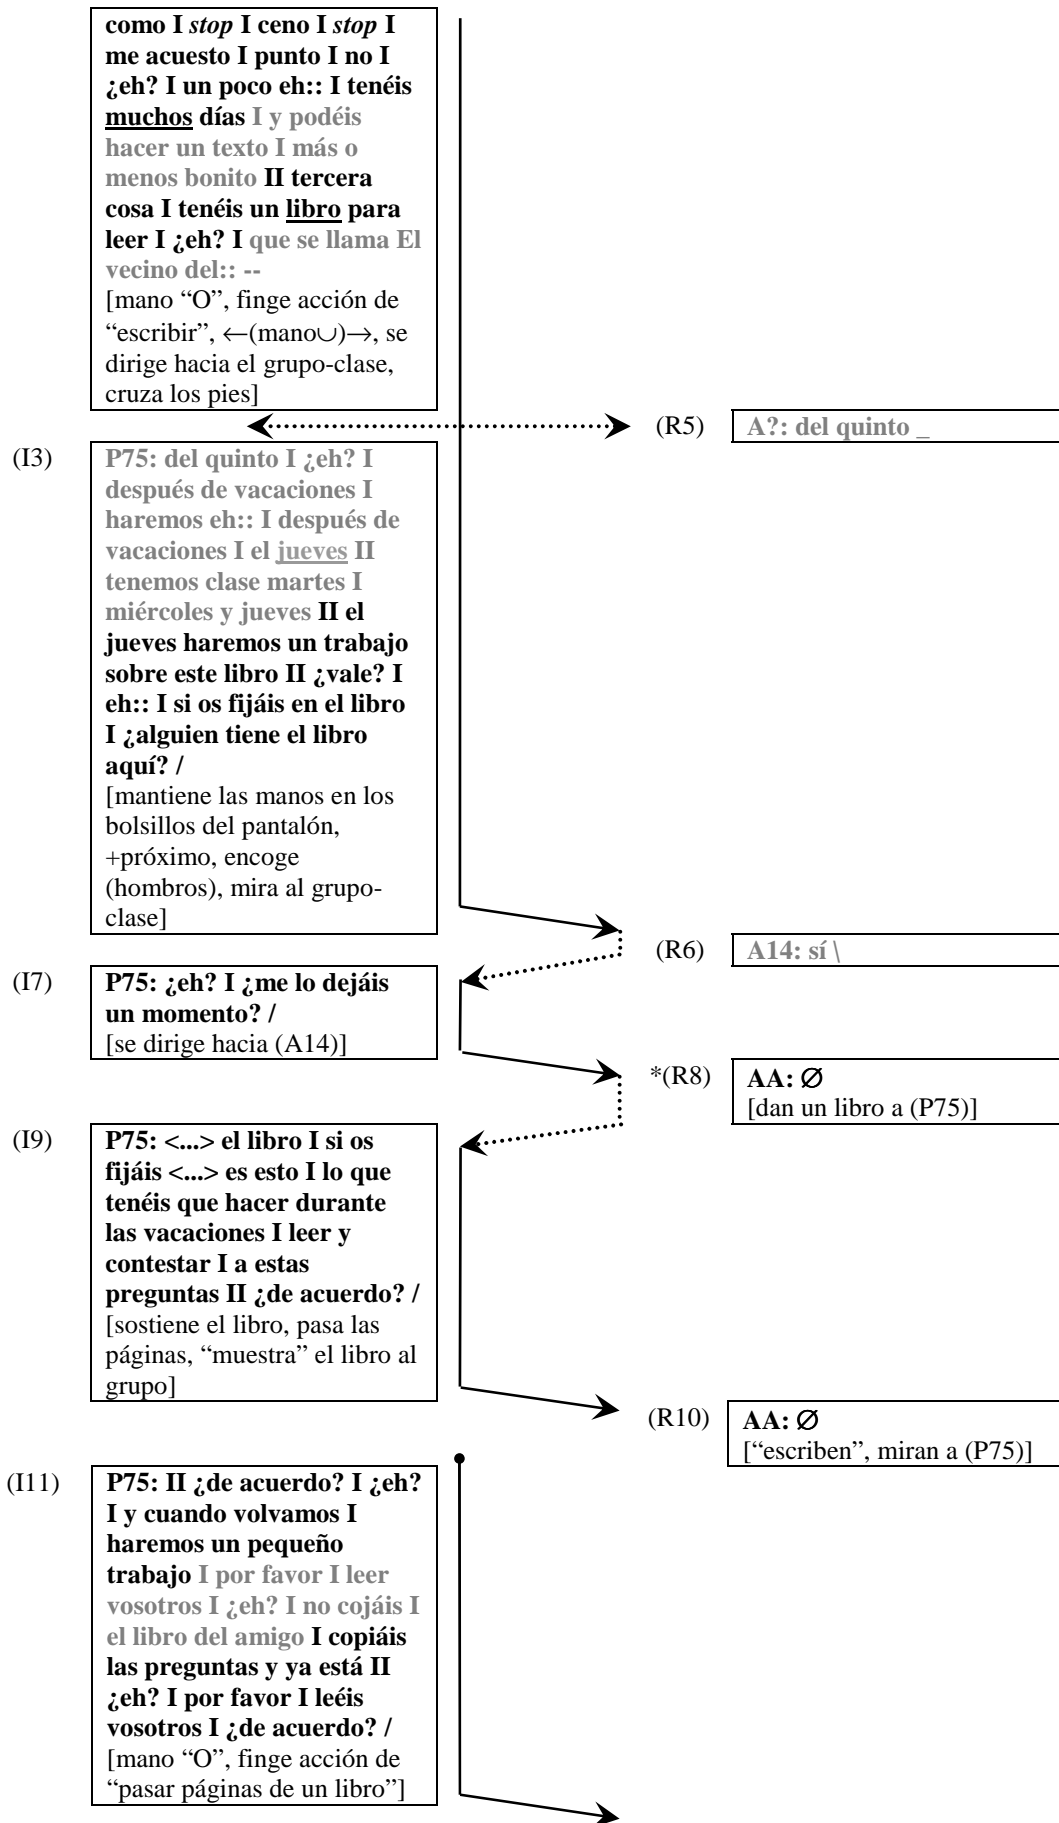 como I stop I ceno I stop I
me acuesto I punto I no I
¿eh? I un poco eh:: I tenéis
muchos días I y podéis
hacer un texto I más o
menos bonito II tercera
cosa I tenéis un libro para
leer I ¿eh? I que se llama El
vecino del:: --
[mano “O”, finge acción de
“escribir”, ←(mano∪)→, se
dirige hacia el grupo-clase,
cruza los pies]
(R5) A?: del quinto _
(I3) P75: del quinto I ¿eh? I
después de vacaciones I
haremos eh:: I después de
vacaciones I el jueves II
tenemos clase martes I
miércoles y jueves II el
jueves haremos un trabajo
sobre este libro II ¿vale? I
eh:: I si os fijáis en el libro
I ¿alguien tiene el libro
aquí? /
[mantiene las manos en los
bolsillos del pantalón,
+próximo, encoge
(hombros), mira al grupo-
clase]
(R6) A14: sí \
(I7) P75: ¿eh? I ¿me lo dejáis
un momento? /
[se dirige hacia (A14)]
*(R8) AA: Ø
[dan un libro a (P75)]
(I9) P75: <...> el libro I si os
fijáis <...> es esto I lo que
tenéis que hacer durante
las vacaciones I leer y
contestar I a estas
preguntas II ¿de acuerdo? /
[sostiene el libro, pasa las
páginas, “muestra” el libro al
grupo]
(R10) AA: Ø
[“escriben”, miran a (P75)]
(I11) P75: II ¿de acuerdo? I ¿eh?
I y cuando volvamos I
haremos un pequeño
trabajo I por favor I leer
vosotros I ¿eh? I no cojáis I
el libro del amigo I copiáis
las preguntas y ya está II
¿eh? I por favor I leéis
vosotros I ¿de acuerdo? /
[mano “O”, finge acción de
“pasar páginas de un libro”]